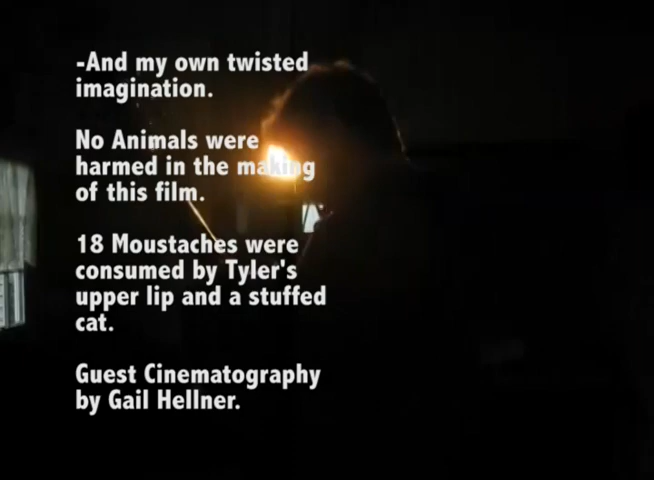 -And my own twisted
imagination.
No Animals were
harmed in the making
of this film.
18 Moustaches were
consumed by Tyler's
upper lip and a stuffed
cat.
Guest Cinematography
by Gail Hellner.